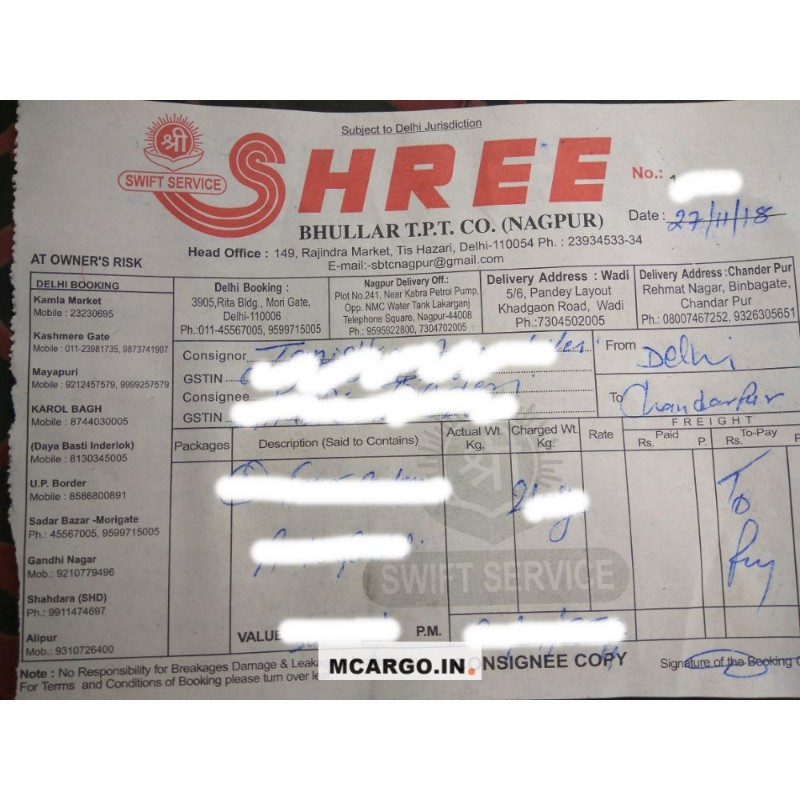 Subject to Delhi Jurisdiction
श्री
SWIFT SERVICE
SHREE
No.:
BHULLAR T.P.T. CO. (NAGPUR)
Date : 27/11/18
Head Office : 149, Rajindra Market, Tis Hazari, Delhi-110054 Ph. : 23934533-34
E-mail:-sbtcnagpur@gmail.com
AT OWNER'S RISK
DELHI BOOKING
Kamla Market
Mobile : 23230695
Kashmere Gate
Mobile : 011-23981735, 9873741907
Mayapuri
Mobile : 9212457579, 9999257579
KAROL BAGH
Mobile : 8744030005
(Daya Basti Inderlok)
Mobile : 8130345005
U.P. Border
Mobile : 8586800891
Sadar Bazar -Morigate
Ph.: 45567005, 9599715005
Gandhi Nagar
Mob.: 9210779496
Shahdara (SHD)
Ph.: 9911474697
Alipur
Mob.: 9310726400
Delhi Booking :
3905,Rita Bldg., Mori Gate,
Delhi-110006
Ph.:011-45567005, 9599715005
Nagpur Delivery Off.:
Plot No.241, Near Kabra Petrol Pump,
Opp. NMC Water Tank Lakarganj
Telephone Square, Nagpur-44008
Ph.: 9595922800, 7304702005
Delivery Address : Wadi
5/6, Pandey Layout
Khadgaon Road, Wadi
Ph.:7304502005
Delivery Address :Chander Pur
Rehmat Nagar, Binbagate,
Chandar Pur
Ph.: 08007467252, 9326305651
Consignor
GSTIN
Consignee
GSTIN
From Delhi
To Chandarpur
Packages
Description (Said to Contains)
Actual Wt. Kg.
Charged Wt. Kg.
Rate
FREIGHT
Paid
Rs. P.
To-Pay
Rs.
To
Pay
श्री
SWIFT SERVICE
VALUE
P.M.
Note : No Responsibility for Breakages Damage &
For Terms and Conditions of Booking please turn over
MCARGO.IN.
CONSIGNEE COPY
Signature of the Booking